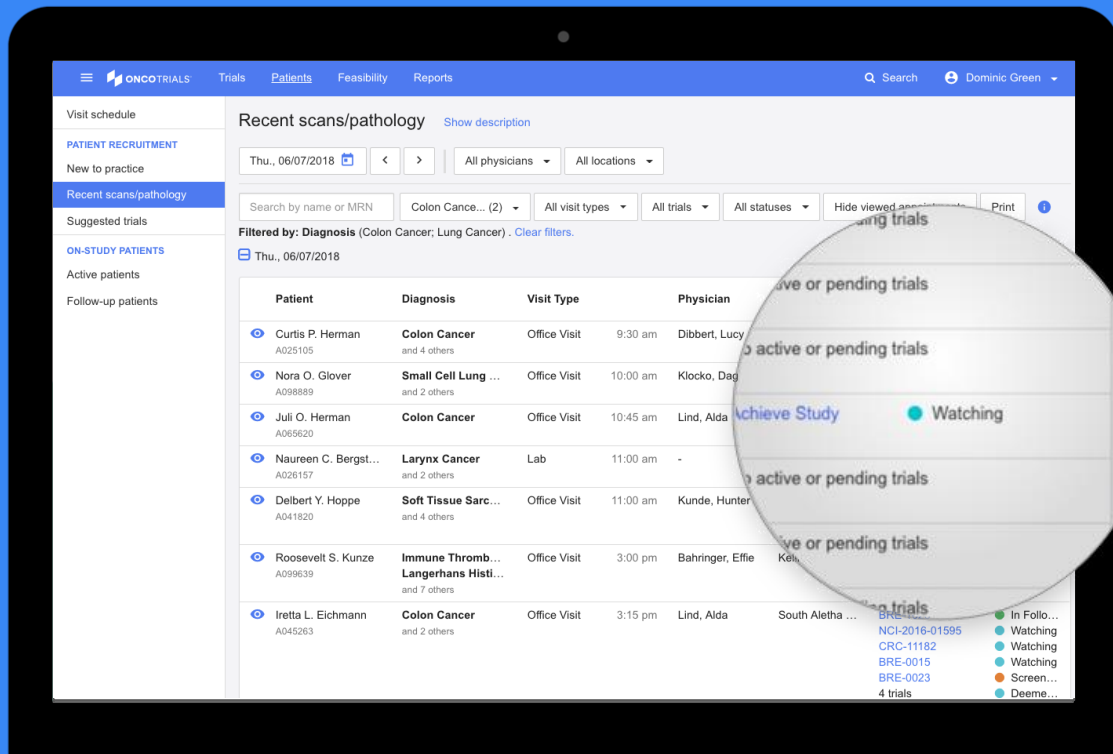 ONCOTRIALS Trials Patients Feasibility Reports Search Dominic Green
Visit schedule
PATIENT RECRUITMENT
New to practice
Recent scans/pathology
Suggested trials
ON-STUDY PATIENTS
Active patients
Follow-up patients
Recent scans/pathology Show description
Thu., 06/07/2018 < > All physicians All locations
Search by name or MRN Colon Cance... (2) All visit types All trials All statuses Hide viewed appointments Print
Filtered by: Diagnosis (Colon Cancer; Lung Cancer) . Clear filters.
Thu., 06/07/2018
Patient Diagnosis Visit Type Physician
Curtis P. Herman Colon Cancer Office Visit 9:30 am Dibbert, Lucy
A025105 and 4 others
Nora O. Glover Small Cell Lung ... Office Visit 10:00 am Klocko, Dag
A098889 and 2 others
Juli O. Herman Colon Cancer Office Visit 10:45 am Lind, Alda
A065620
Naureen C. Bergst... Larynx Cancer Lab 11:00 am -
A026157 and 2 others
Delbert Y. Hoppe Soft Tissue Sarc... Office Visit 11:00 am Kunde, Hunter
A041820 and 4 others
Roosevelt S. Kunze Immune Thromb... Office Visit 3:00 pm Bahringer, Effie
A099639 Langerhans Histi...
and 7 others
Iretta L. Eichmann Colon Cancer Office Visit 3:15 pm Lind, Alda South Aletha ... In Follo...
A045263 and 2 others NCI-2016-01595 Watching
CRC-11182 Watching
BRE-0015 Watching
BRE-0023 Screen...
4 trials Deeme...
trials
or pending trials
active or pending trials
Achieve Study Watching
active or pending trials
or pending trials
trials